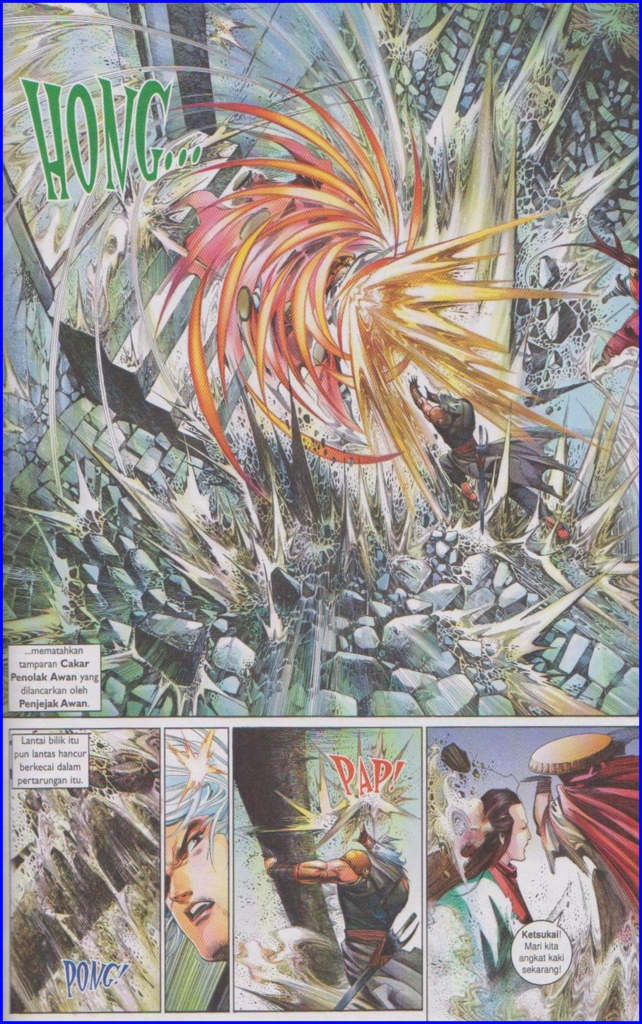 HONG...
...mematahkan
tamparan Cakar
Penolak Awan yang
dilancarkan oleh
Penjejak Awan.
Lantai bilik itu
pun lantas hancur
berkecai dalam
pertarungan itu.
PONG!
PAP!
Ketsukai!
Mari kita
angkat kaki
sekarang!